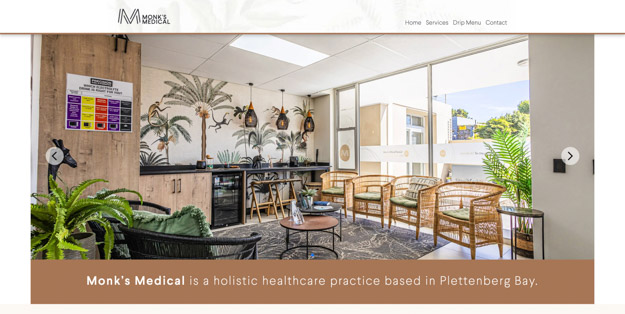 MONK'S
MEDICAL
Home Services Drip Menu Contact
Monk's Medical is a holistic healthcare practice based in Plettenberg Bay.